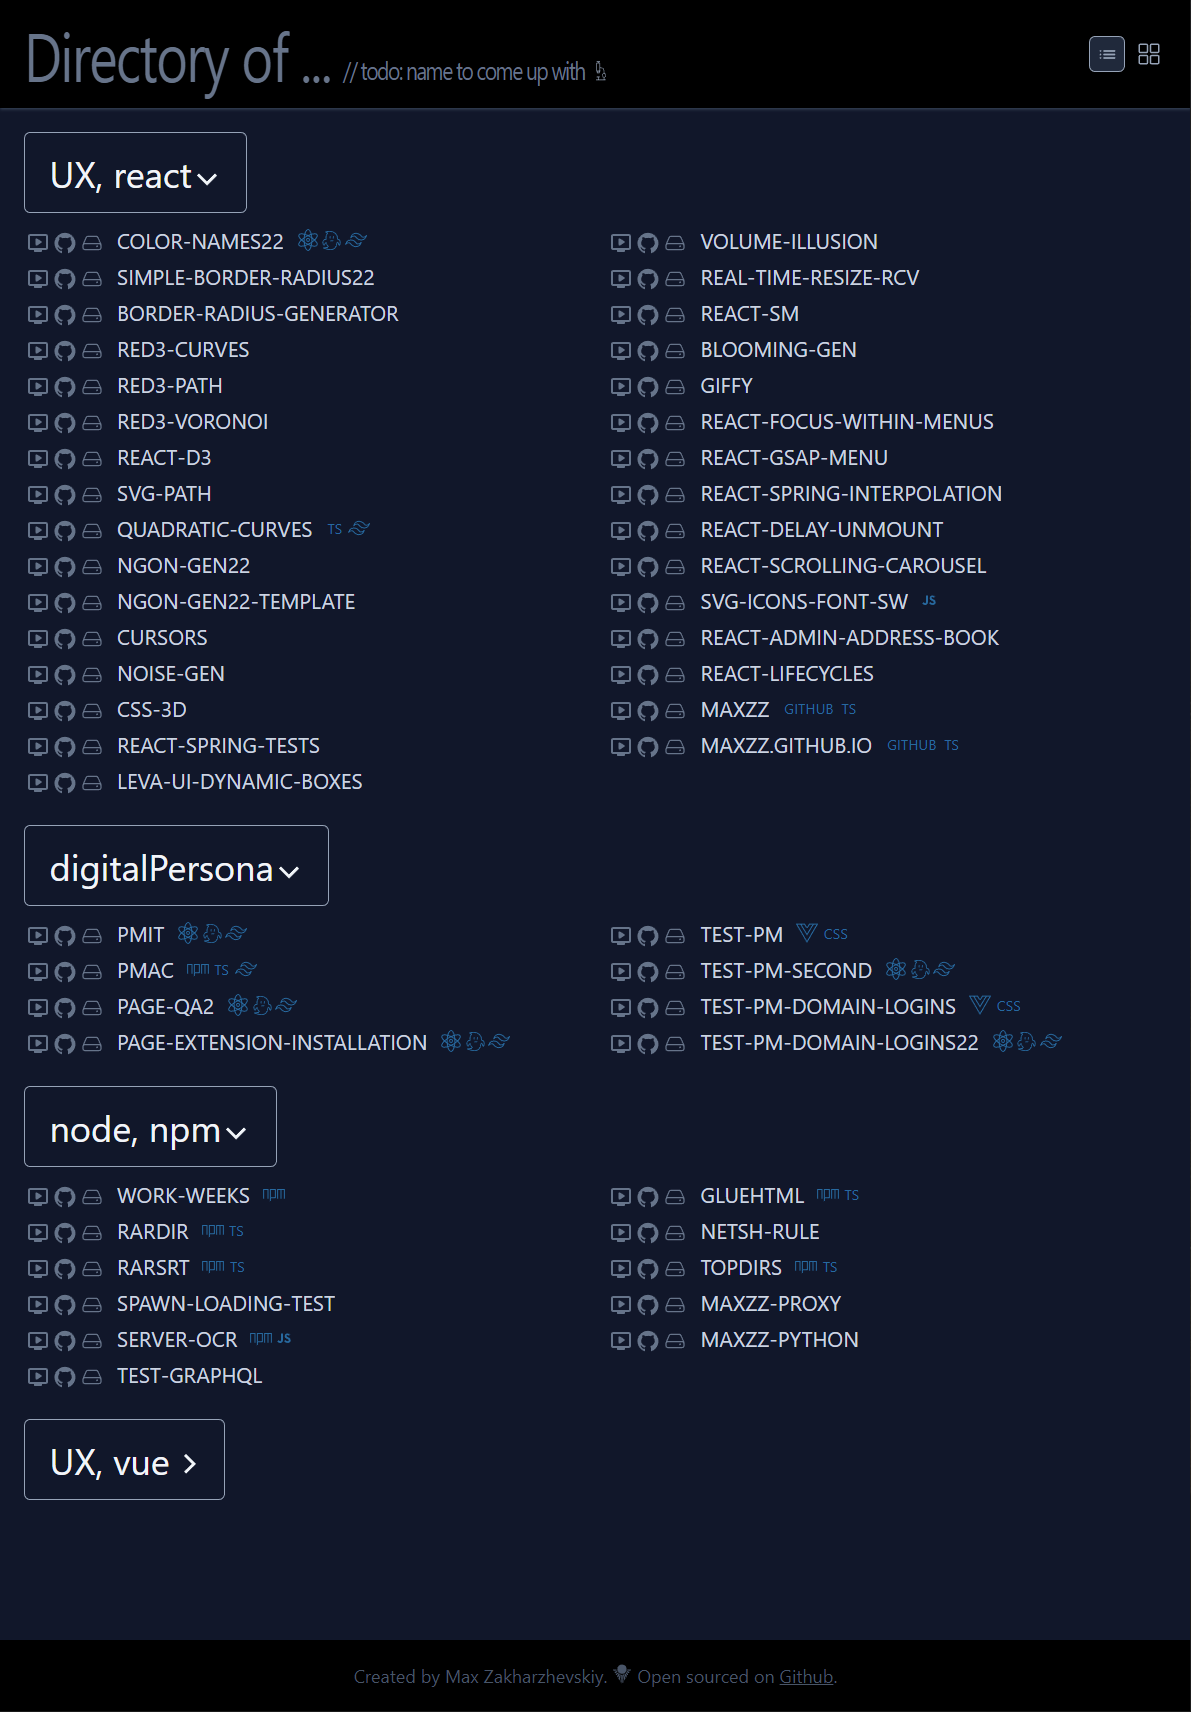 Directory of ... // todo: name to come up with
UX, react
COLOR-NAMES22
SIMPLE-BORDER-RADIUS22
BORDER-RADIUS-GENERATOR
RED3-CURVES
RED3-PATH
RED3-VORONOI
REACT-D3
SVG-PATH
QUADRATIC-CURVES TS
NGON-GEN22
NGON-GEN22-TEMPLATE
CURSORS
NOISE-GEN
CSS-3D
REACT-SPRING-TESTS
LEVA-UI-DYNAMIC-BOXES
VOLUME-ILLUSION
REAL-TIME-RESIZE-RCV
REACT-SM
BLOOMING-GEN
GIFFY
REACT-FOCUS-WITHIN-MENUS
REACT-GSAP-MENU
REACT-SPRING-INTERPOLATION
REACT-DELAY-UNMOUNT
REACT-SCROLLING-CAROUSEL
SVG-ICONS-FONT-SW JS
REACT-ADMIN-ADDRESS-BOOK
REACT-LIFECYCLES
MAXZZ GITHUB TS
MAXZZ.GITHUB.IO GITHUB TS
digitalPersona
PMIT
PMAC npm TS
PAGE-QA2
PAGE-EXTENSION-INSTALLATION
TEST-PM CSS
TEST-PM-SECOND
TEST-PM-DOMAIN-LOGINS CSS
TEST-PM-DOMAIN-LOGINS22
node, npm
WORK-WEEKS npm
RARDIR npm TS
RARSRT npm TS
SPAWN-LOADING-TEST
SERVER-OCR npm JS
TEST-GRAPHQL
GLUEHTML npm TS
NETSH-RULE
TOPDIRS npm TS
MAXZZ-PROXY
MAXZZ-PYTHON
UX, vue
Created by Max Zakharzhevskiy. Open sourced on Github.